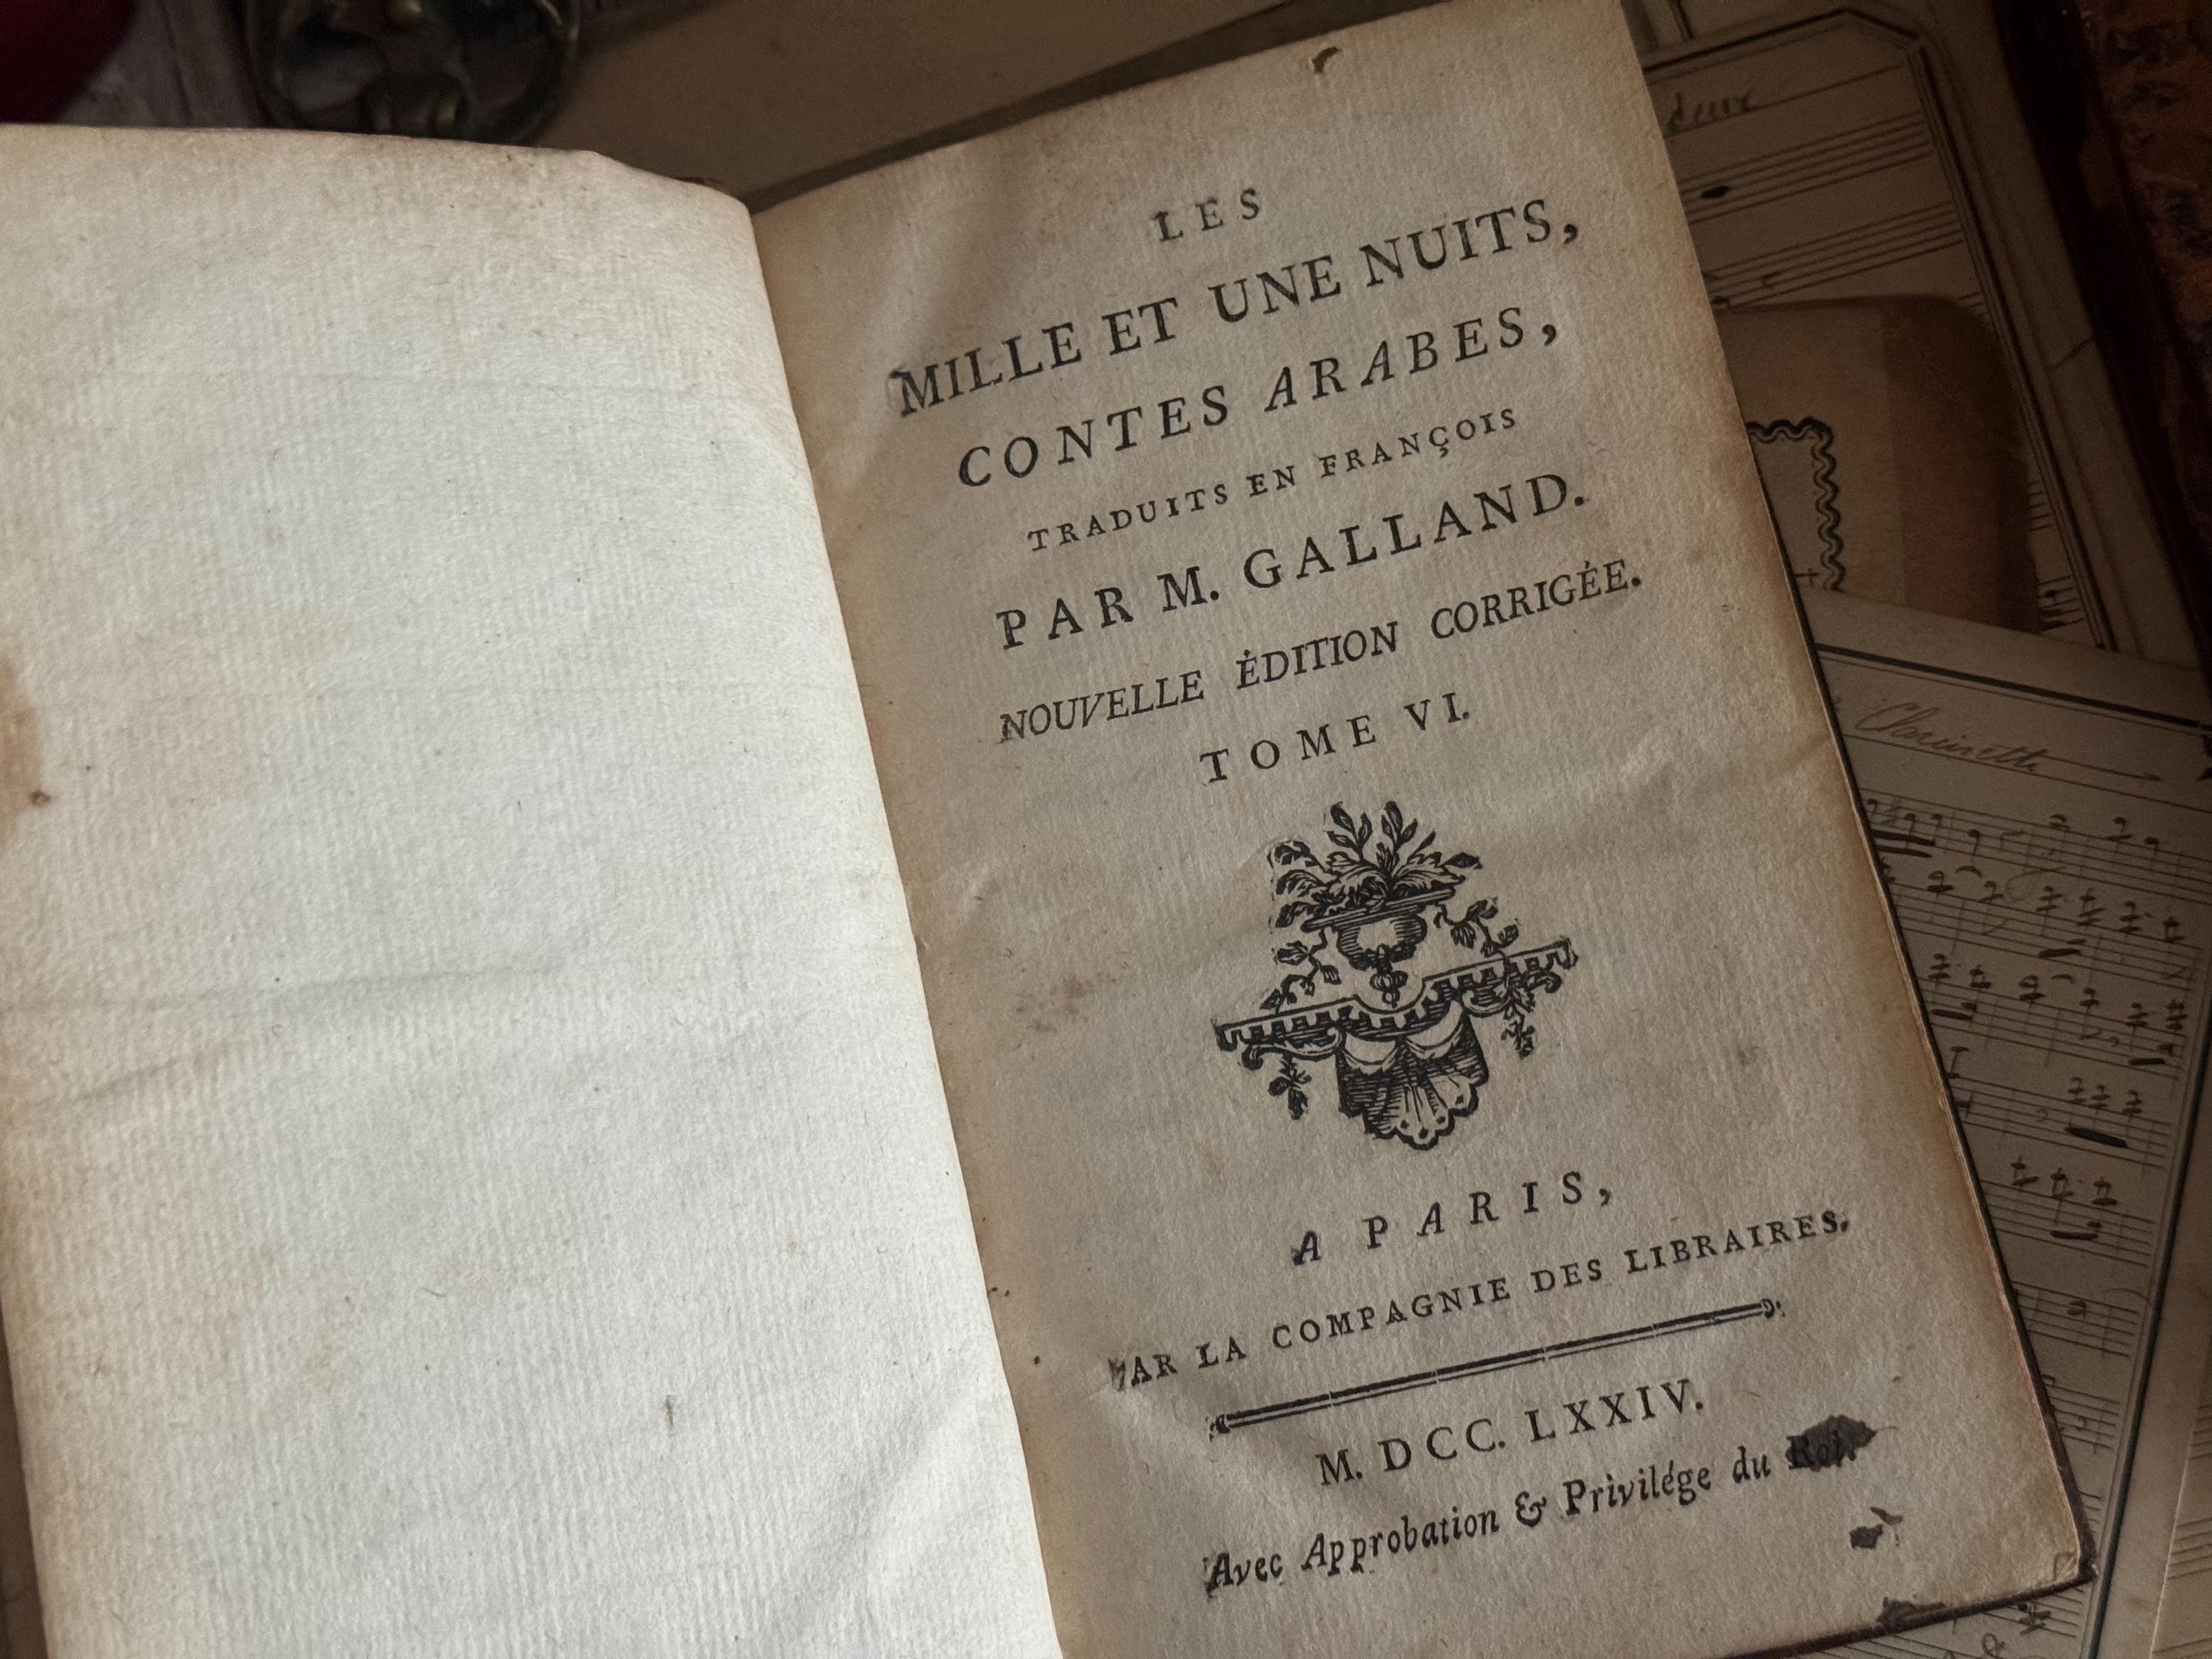 LES
MILLE ET UNE NUITS,
CONTES ARABES,
TRADUITS EN FRANÇOIS
PAR M. GALLAND.
NOUVELLE ÉDITION CORRIGÉE.
TOME VI.
A PARIS,
PAR LA COMPAGNIE DES LIBRAIRES.
M. DCC. LXXIV.
Avec Approbation & Privilége du Roi.
Clarinette